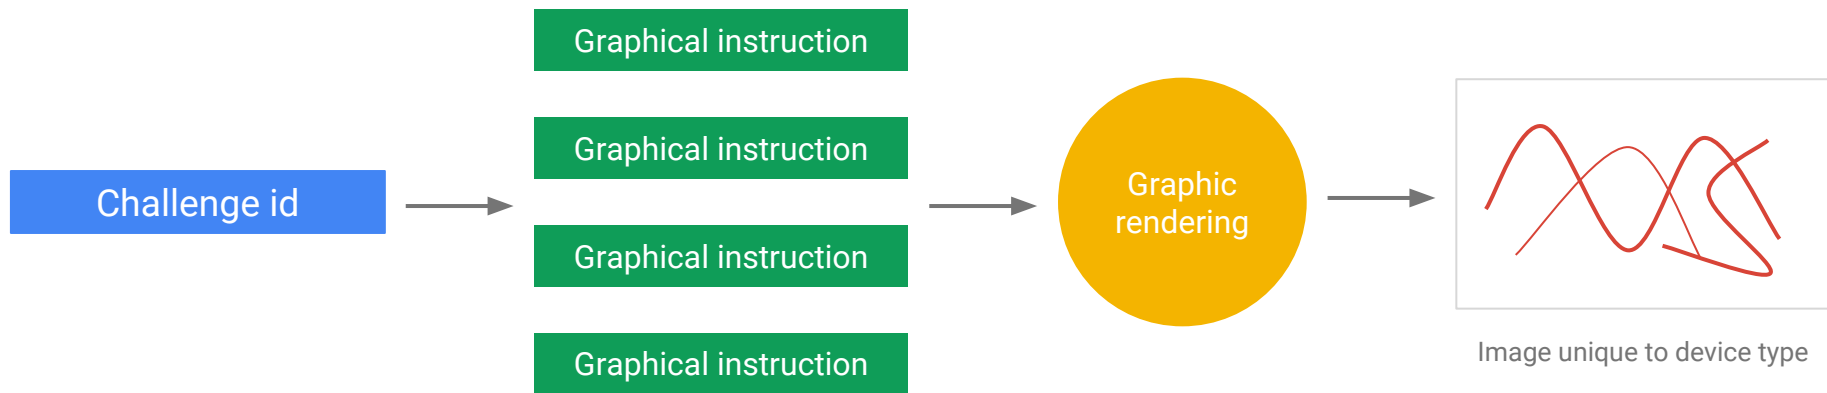 Challenge id
Graphical instruction
Graphical instruction
Graphical instruction
Graphical instruction
Graphic
rendering
Image unique to device type